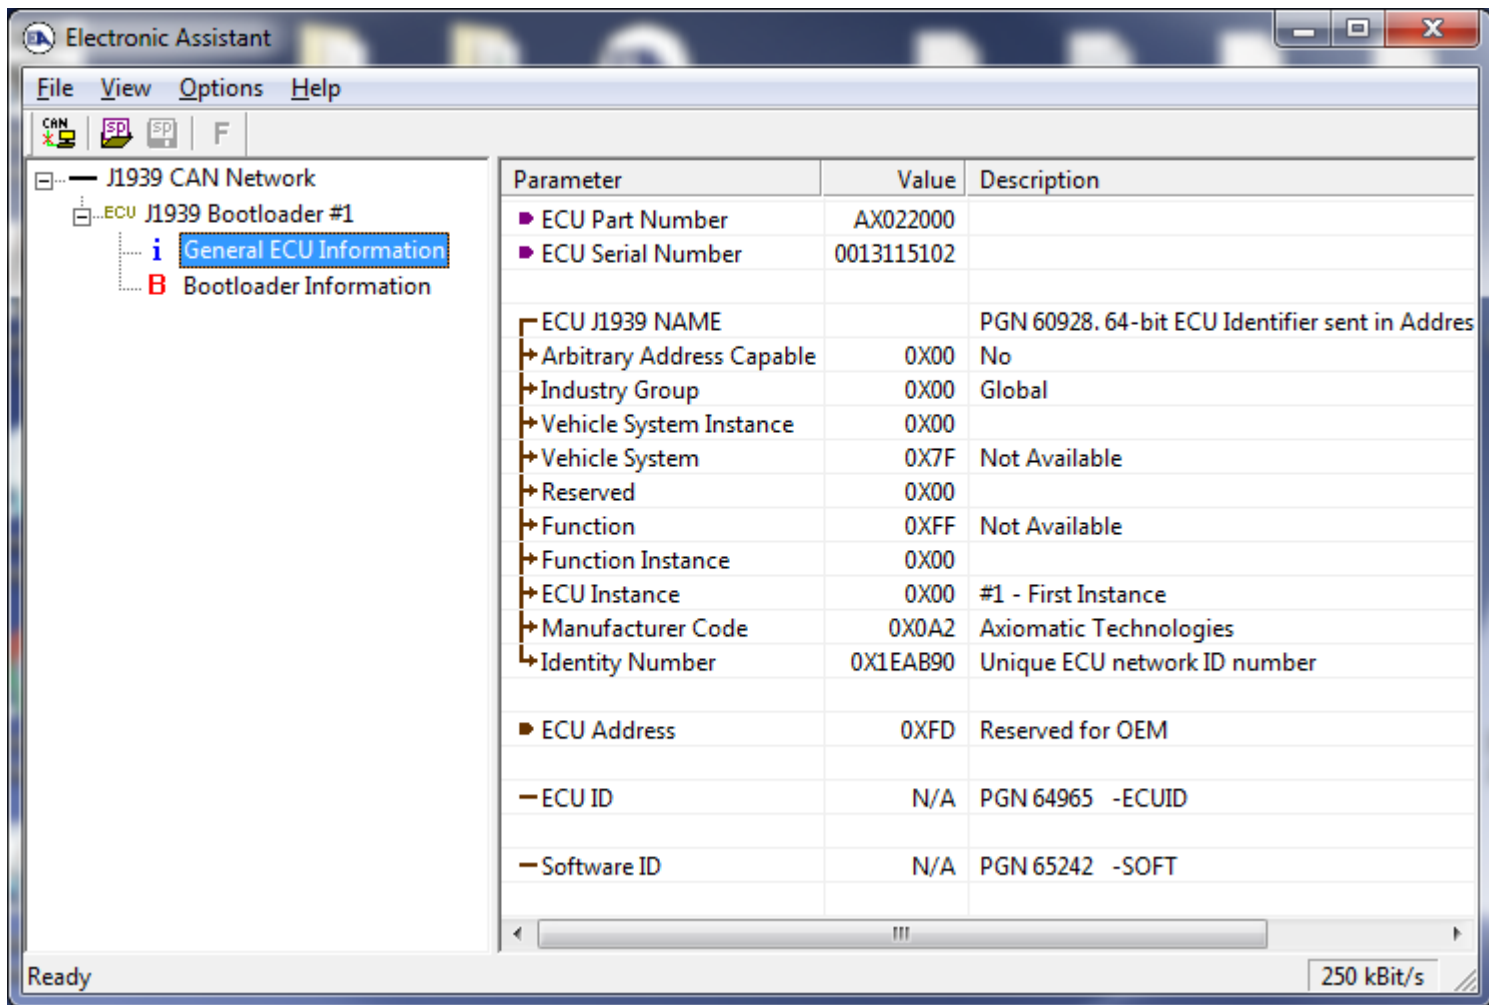 Electronic Assistant
File View Options Help
CAN SP SP F
J1939 CAN Network
ECU J1939 Bootloader #1
i General ECU Information
B Bootloader Information
Parameter Value Description
ECU Part Number AX022000
ECU Serial Number 0013115102
ECU J1939 NAME PGN 60928. 64-bit ECU Identifier sent in Addres
Arbitrary Address Capable 0X00 No
Industry Group 0X00 Global
Vehicle System Instance 0X00
Vehicle System 0X7F Not Available
Reserved 0X00
Function 0XFF Not Available
Function Instance 0X00
ECU Instance 0X00 #1 - First Instance
Manufacturer Code 0X0A2 Axiomatic Technologies
Identity Number 0X1EAB90 Unique ECU network ID number
ECU Address 0XFD Reserved for OEM
ECU ID N/A PGN 64965 -ECUID
Software ID N/A PGN 65242 -SOFT
Ready 250 kBit/s